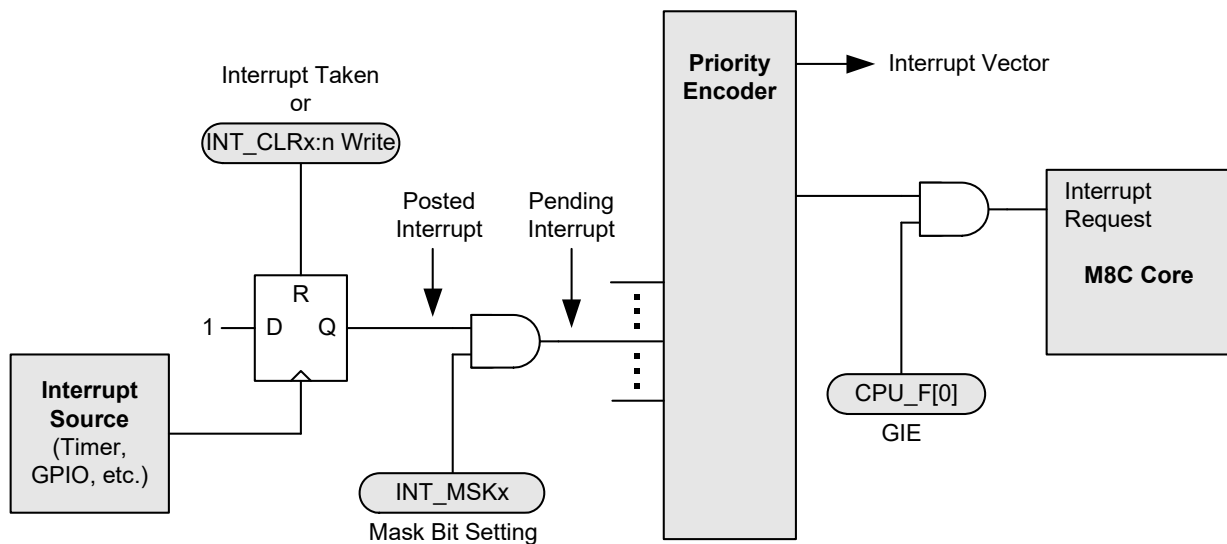 Interrupt Taken
or
INT_CLRx:n Write
Posted
Interrupt
Pending
Interrupt
R
1
D
Q
Interrupt
Source
(Timer,
GPIO, etc.)
INT_MSKx
Mask Bit Setting
Priority
Encoder
Interrupt Vector
CPU_F[0]
GIE
Interrupt
Request
M8C Core